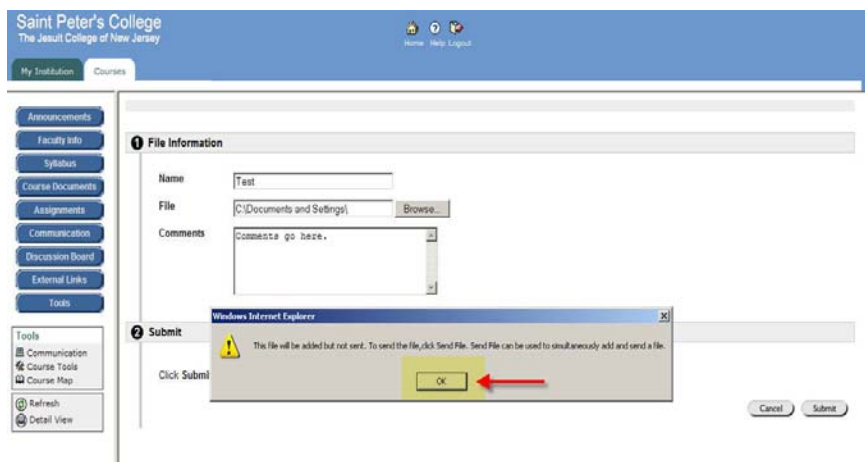 Saint Peter's College
The Jesuit College of New Jersey
Home Help Logout
My Institution
Courses
Announcements
Faculty Info
Syllabus
Course Documents
Assignments
Communication
Discussion Board
External Links
Tools
Tools
Communication
Course Tools
Course Map
Refresh
Detail View
1 File Information
Name Test
File C:\Documents and Settings\ Browse...
Comments Comments go here.
2 Submit
Click Submi
Windows Internet Explorer
This file will be added but not sent. To send the file,click Send File. Send File can be used to simultaneously add and send a file.
OK
Cancel Submit